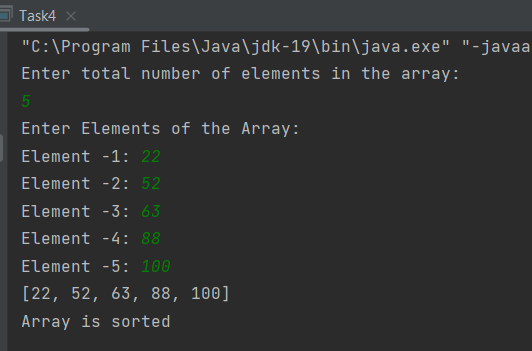 Task4
"C:\Program Files\Java\jdk-19\bin\java.exe" "-javaa
Enter total number of elements in the array:
5
Enter Elements of the Array:
Element -1: 22
Element -2: 52
Element -3: 63
Element -4: 88
Element -5: 100
[22, 52, 63, 88, 100]
Array is sorted